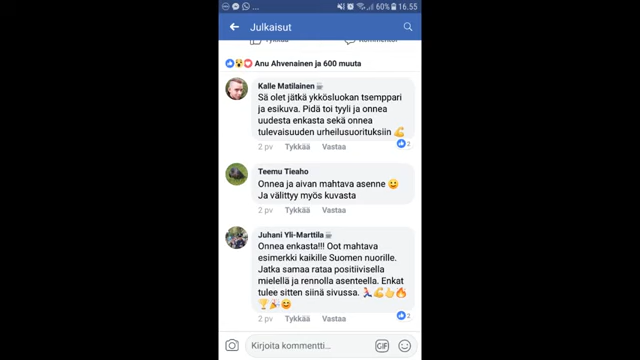 60% 16.55
Julkaisut
Tykkää Kommentoi
Anu Ahvenainen ja 600 muuta
Kalle Matilainen
Sä olet jätkä ykkösluokan tsemppari
ja esikuva. Pidä toi tyyli ja onnea
uudesta enkasta sekä onnea
tulevaisuuden urheilusuorituksiin 💪
2 pv Tykkää Vastaa 2
Teemu Tieaho
Onnea ja aivan mahtava asenne 😀
Ja välittyy myös kuvasta
2 pv Tykkää Vastaa
Juhani Yli-Marttila
Onnea enkasta!!! Oot mahtava
esimerkki kaikille Suomen nuorille.
Jatka samaa rataa positiivisella
mielellä ja rennolla asenteella. Enkat
tulee sitten siinä sivussa. 🏃💪👆🔥
🏆🎉😄
2 pv Tykkää Vastaa 2
Kirjoita kommentti... GIF